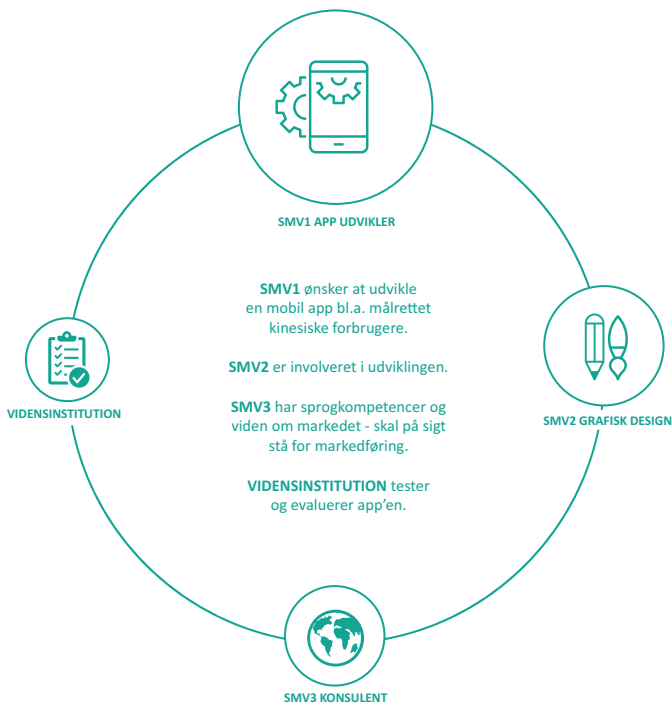 SMV1 APP UDVIKLER
SMV1 ønsker at udvikle
en mobil app bl.a. målrettet
kinesiske forbrugere.
SMV2 er involveret i udviklingen.
SMV3 har sprogkompetencer og
viden om markedet - skal på sigt
stå for markedføring.
VIDENSINSTITUTION tester
og evaluerer app’en.
VIDENSINSTITUTION
SMV2 GRAFISK DESIGN
SMV3 KONSULENT